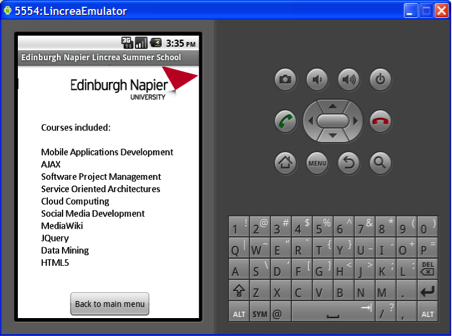 5554:LincreaEmulator
3G 3:35 PM
Edinburgh Napier Lincrea Summer School
Edinburgh Napier
UNIVERSITY
Courses included:
Mobile Applications Development
AJAX
Software Project Management
Service Oriented Architectures
Cloud Computing
Social Media Development
MediaWiki
JQuery
Data Mining
HTML5
Back to main menu
MENU
1 ! 2 @ 3 # 4 $ 5 % 6 ^ 7 & 8 * 9 ( 0 )
Q | W ~ E " R ` T { Y } U _ I - O + P =
A S \ D ' F [ G ] H < J > K ; L : DEL
Z X C V B N M .
ALT SYM @ / ? , ALT